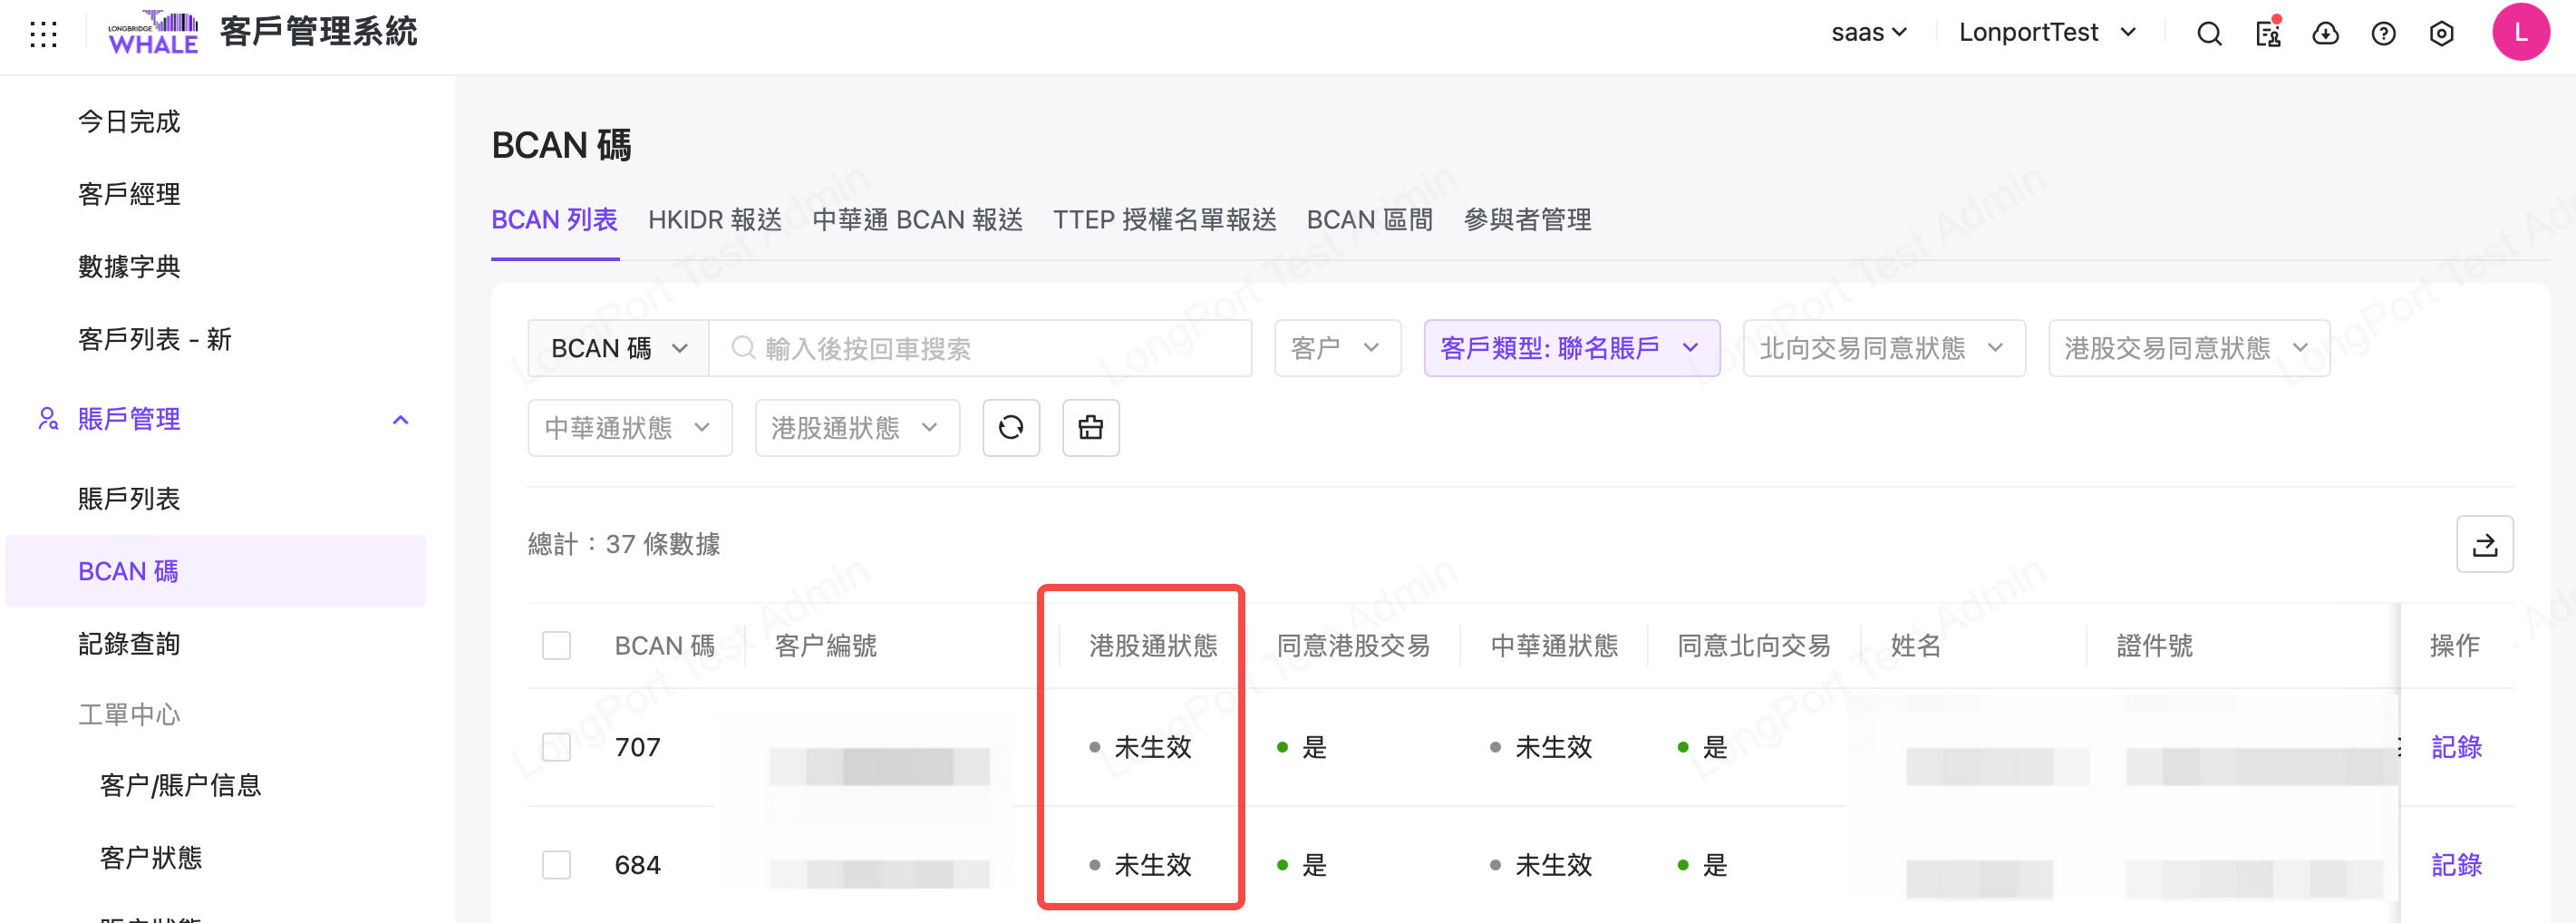 LONGBRIDGE
WHALE
客戶管理系統
saas
LonportTest
L
今日完成
客戶經理
數據字典
客戶列表 - 新
賬戶管理
賬戶列表
BCAN 碼
記錄查詢
工單中心
客户/賬户信息
客户狀態
賬户狀態
BCAN 碼
BCAN 列表 HKIDR 報送 中華通 BCAN 報送 TTEP 授權名單報送 BCAN 區間 參與者管理
BCAN 碼 輸入後按回車搜索 客户 客戶類型: 聯名賬戶 北向交易同意狀態 港股交易同意狀態
中華通狀態 港股通狀態
總計：37 條數據
BCAN 碼 客户編號 港股通狀態 同意港股交易 中華通狀態 同意北向交易 姓名 證件號 操作
707 未生效 是 未生效 是 記錄
684 未生效 是 未生效 是 記錄
LongPort Test Admin